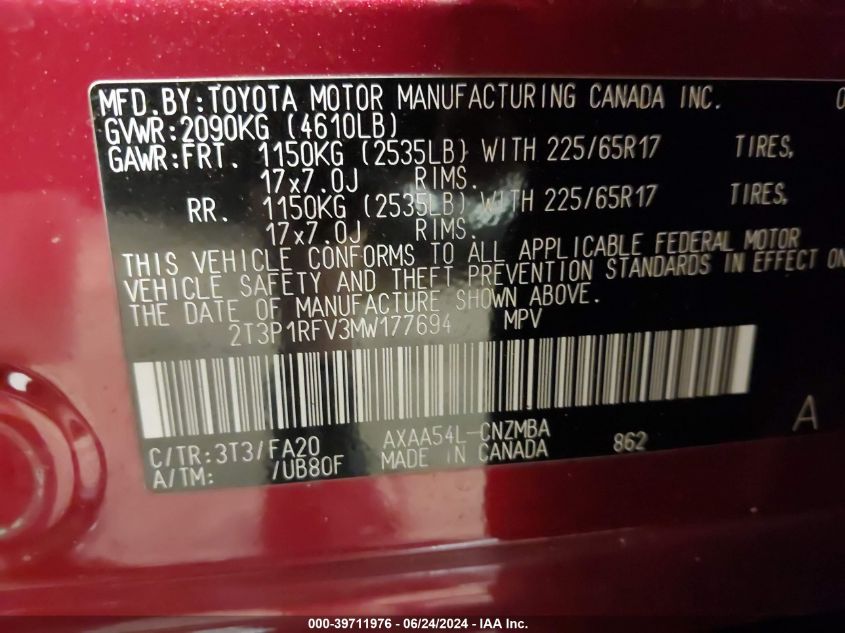 MFD.BY:TOYOTA MOTOR MANUFACTURING CANADA INC. 0
GVWR:2090KG (4610LB)
GAWR:FRT. 1150KG (2535LB) WITH 225/65R17 TIRES,
17x7.0J RIMS.
RR. 1150KG (2535LB) WITH 225/65R17 TIRES,
17x7.0J RIMS.
THIS VEHICLE CONFORMS TO ALL APPLICABLE FEDERAL MOTOR
VEHICLE SAFETY AND THEFT PREVENTION STANDARDS IN EFFECT ON
THE DATE OF MANUFACTURE SHOWN ABOVE.
2T3P1RFV3MW177694 MPV
C/TR:3T3/FA20 AXAA54L-CNZMBA 862 A
A/TM: /UB80F MADE IN CANADA
000-39711976 - 06/24/2024 - IAA Inc.